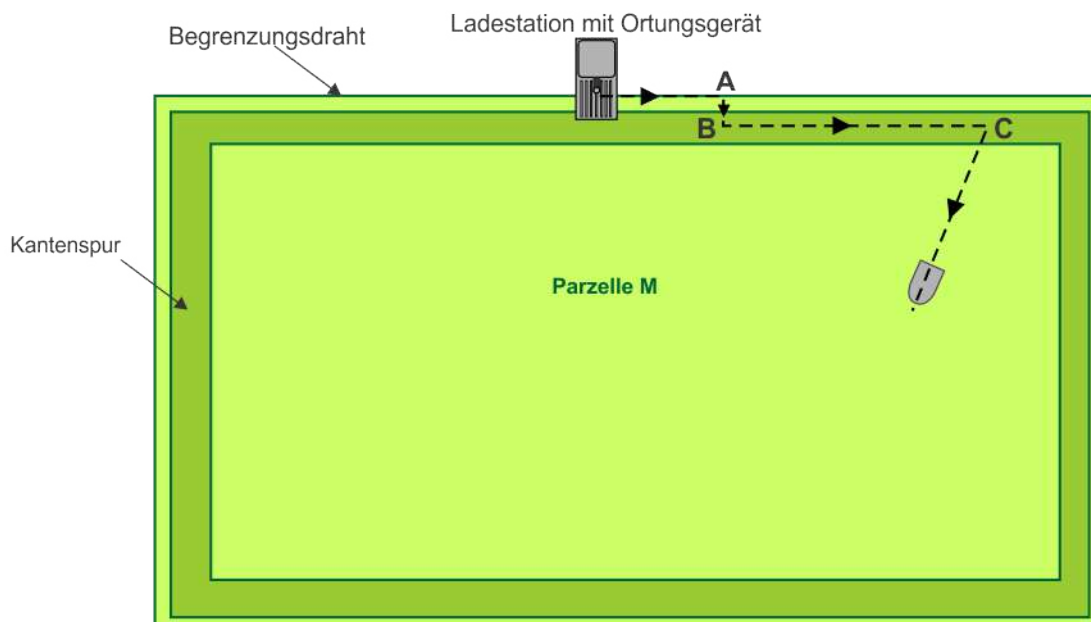 Ladestation mit Ortungsgerät
Begrenzungsdraht
A
B
C
Kantenspur
Parzelle M